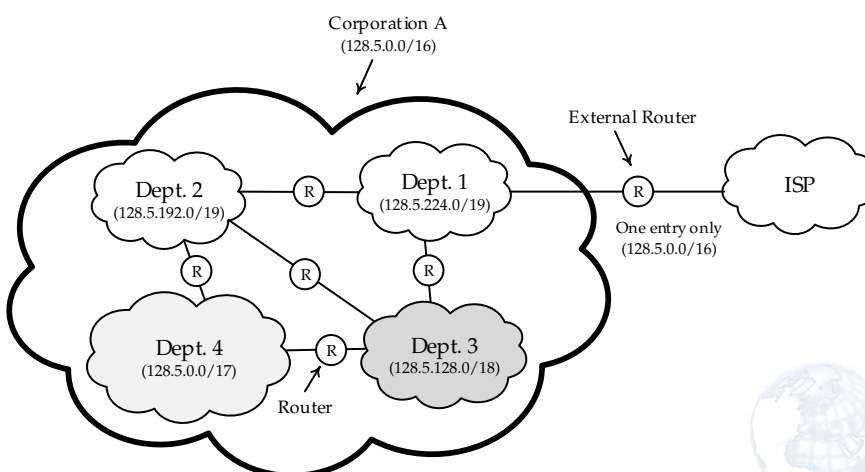 Corporation A
(128.5.0.0/16)
External Router
Dept. 2
(128.5.192.0/19)
R
Dept. 1
(128.5.224.0/19)
R
ISP
One entry only
(128.5.0.0/16)
R
R
R
Dept. 4
(128.5.0.0/17)
R
Dept. 3
(128.5.128.0/18)
Router